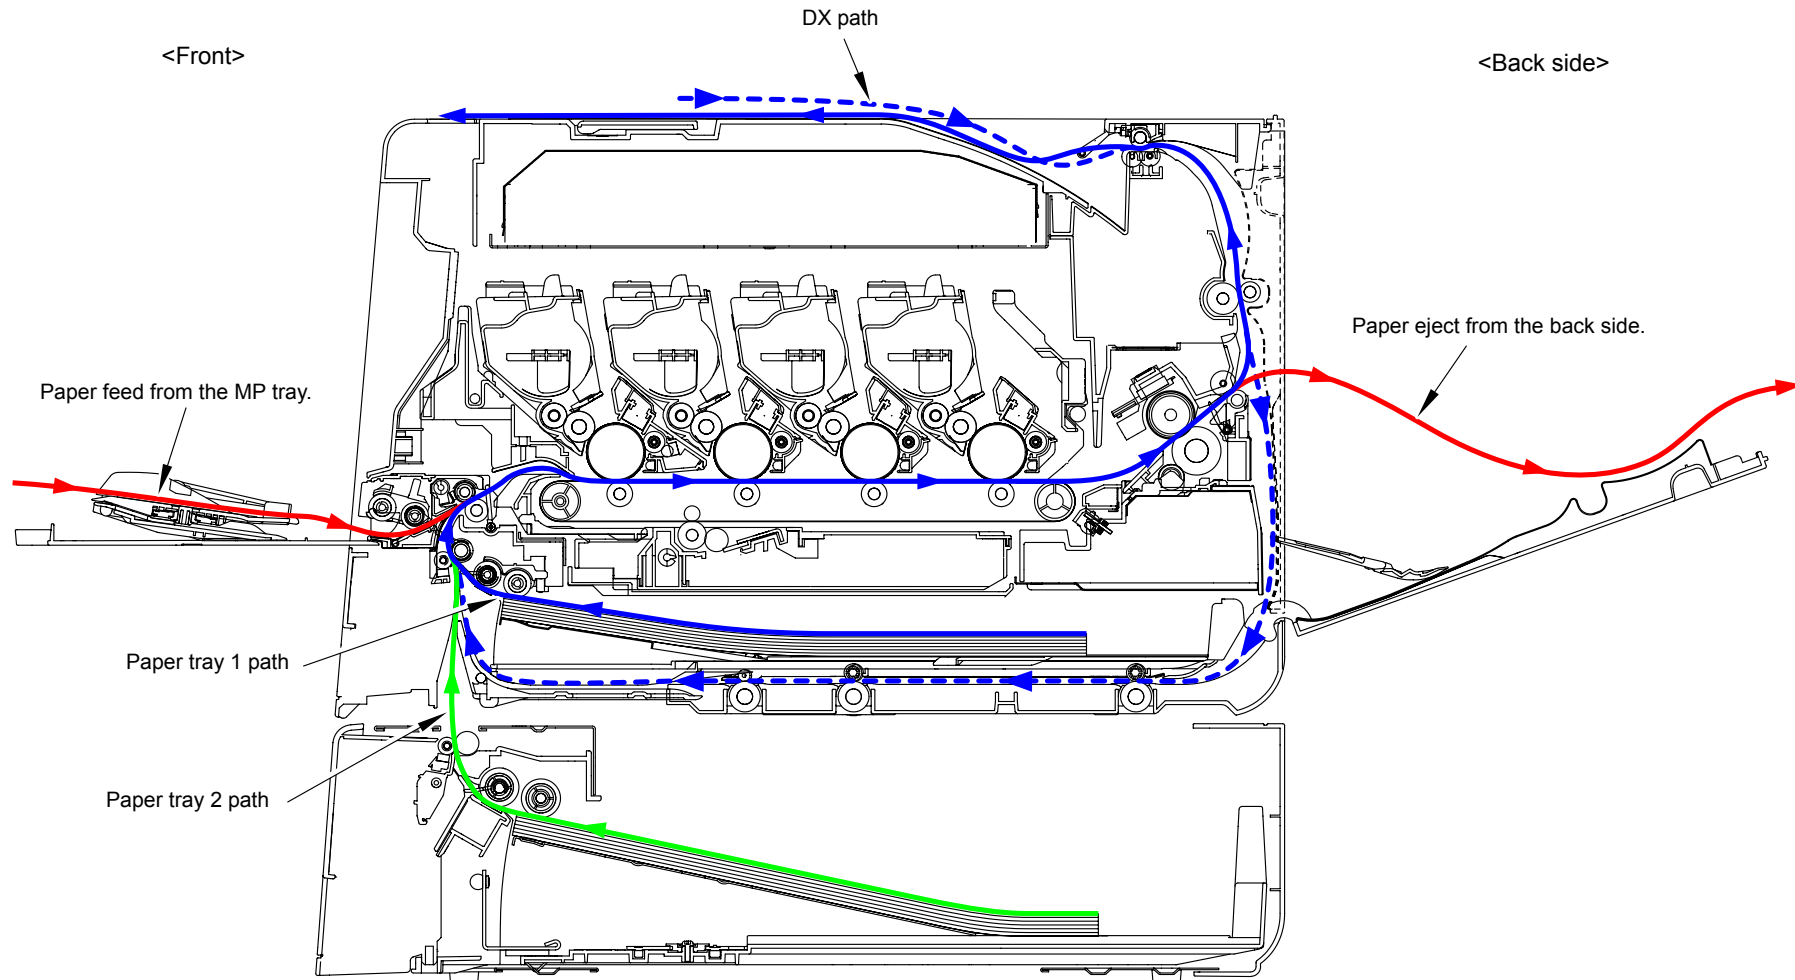 DX path
<Front>
<Back side>
Paper eject from the back side.
Paper feed from the MP tray.
Paper tray 1 path
Paper tray 2 path